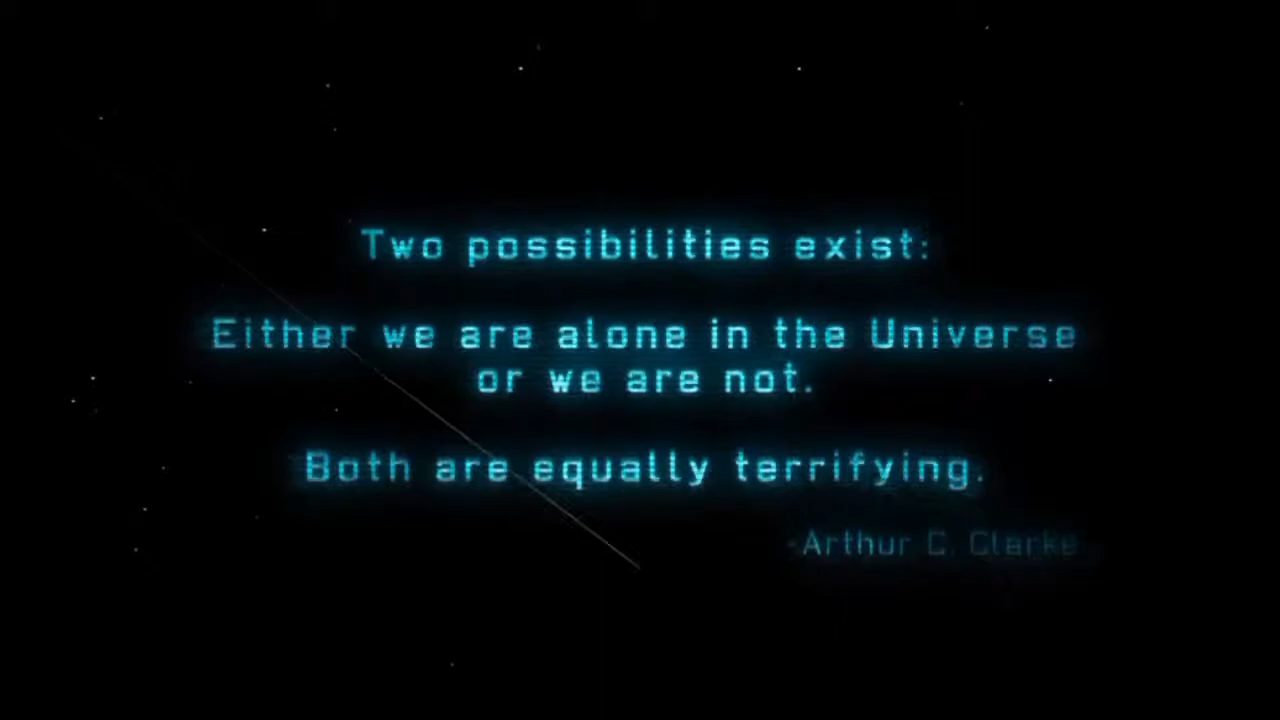 Two possibilities exist:
Either we are alone in the Universe
or we are not.
Both are equally terrifying.
-Arthur C. Clarke